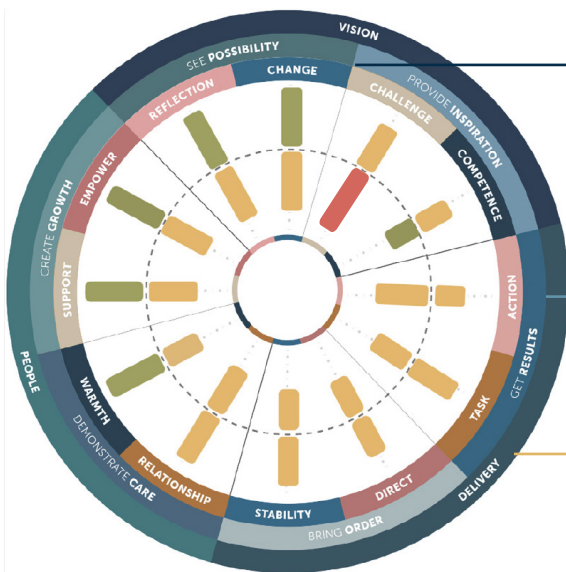 VISION
SEE POSSIBILITY
PROVIDE INSPIRATION
REFLECTION
CHANGE
CHALLENGE
COMPETENCE
ACTION
TASK
GET RESULTS
DELIVERY
DIRECT
STABILITY
BRING ORDER
RELATIONSHIP
WARMTH
DEMONSTRATE CARE
PEOPLE
SUPPORT
EMPOWER
CREATE GROWTH